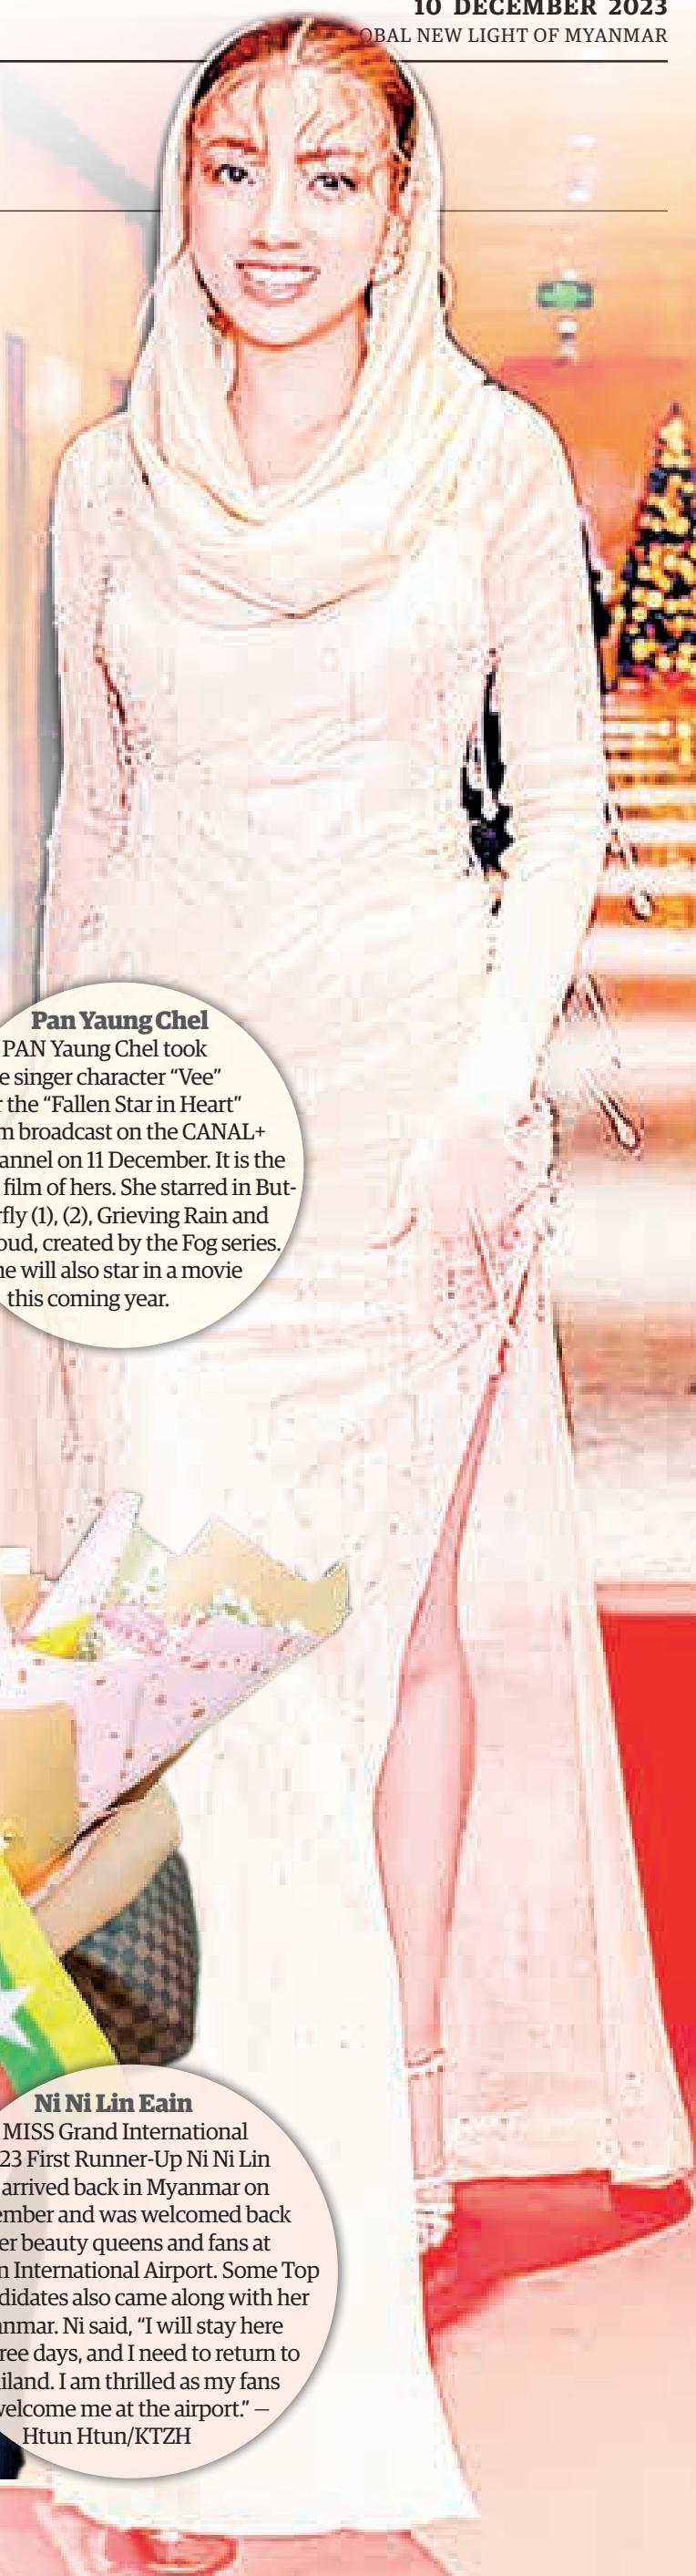 10 DECEMBER 2023
OBAL NEW LIGHT OF MYANMAR
Pan Yaung Chel
PAN Yaung Chel took
e singer character “Vee”
r the “Fallen Star in Heart”
m broadcast on the CANAL+
annel on 11 December. It is the
film of hers. She starred in But-
rfly (1), (2), Grieving Rain and
oud, created by the Fog series.
he will also star in a movie
this coming year.
Ni Ni Lin Eain
MISS Grand International
23 First Runner-Up Ni Ni Lin
arrived back in Myanmar on
ember and was welcomed back
er beauty queens and fans at
n International Airport. Some Top
didates also came along with her
anmar. Ni said, “I will stay here
ree days, and I need to return to
iland. I am thrilled as my fans
welcome me at the airport.” —
Htun Htun/KTZH